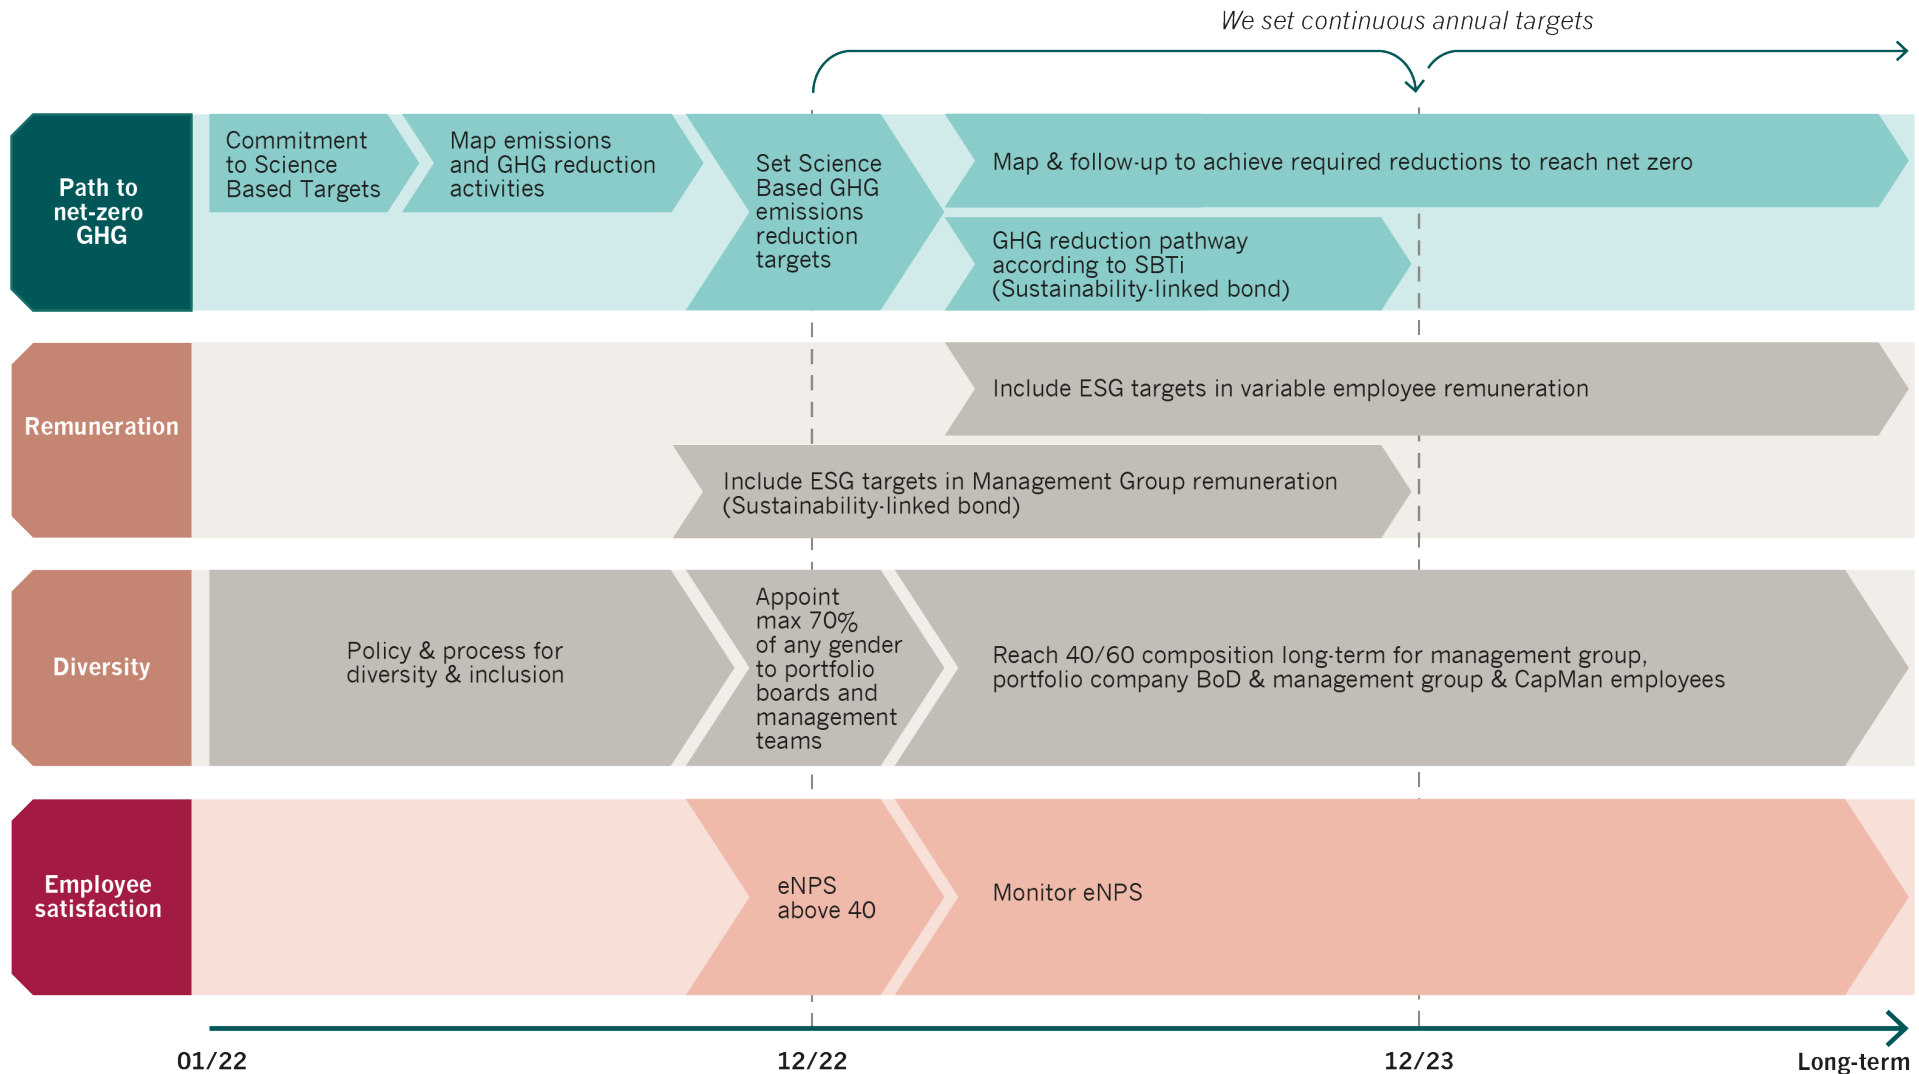 We set continuous annual targets
Path to
net-zero
GHG
Commitment
to Science
Based Targets
Map emissions
and GHG reduction
activities
Set Science
Based GHG
emissions
reduction
targets
Map & follow-up to achieve required reductions to reach net zero
GHG reduction pathway
according to SBTi
(Sustainability-linked bond)
Remuneration
Include ESG targets in variable employee remuneration
Include ESG targets in Management Group remuneration
(Sustainability-linked bond)
Diversity
Policy & process for
diversity & inclusion
Appoint
max 70%
of any gender
to portfolio
boards and
management
teams
Reach 40/60 composition long-term for management group,
portfolio company BoD & management group & CapMan employees
Employee
satisfaction
eNPS
above 40
Monitor eNPS
01/22
12/22
12/23
Long-term